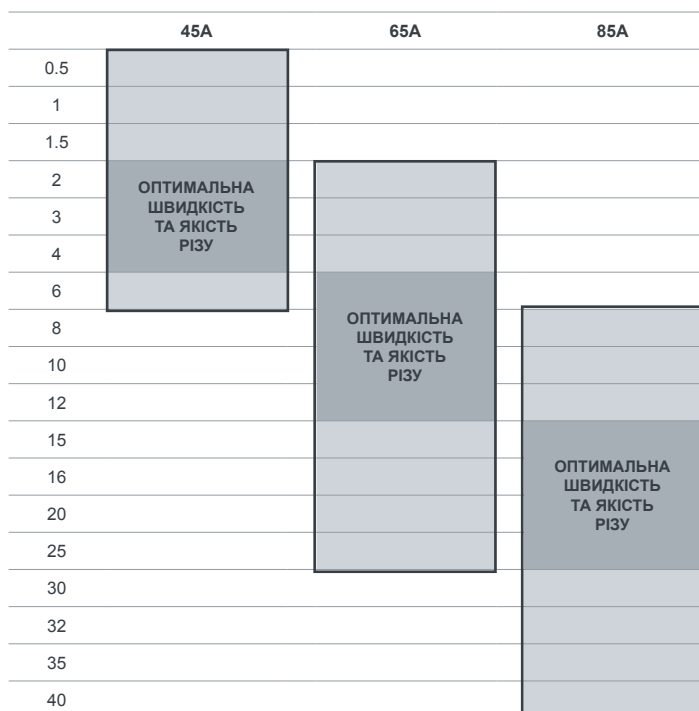 45A 65A 85A
0.5
1
1.5
2
3
4
6
8
10
12
15
16
20
25
30
32
35
40
ОПТИМАЛЬНА
ШВИДКІСТЬ
ТА ЯКІСТЬ
РІЗУ
ОПТИМАЛЬНА
ШВИДКІСТЬ
ТА ЯКІСТЬ
РІЗУ
ОПТИМАЛЬНА
ШВИДКІСТЬ
ТА ЯКІСТЬ
РІЗУ